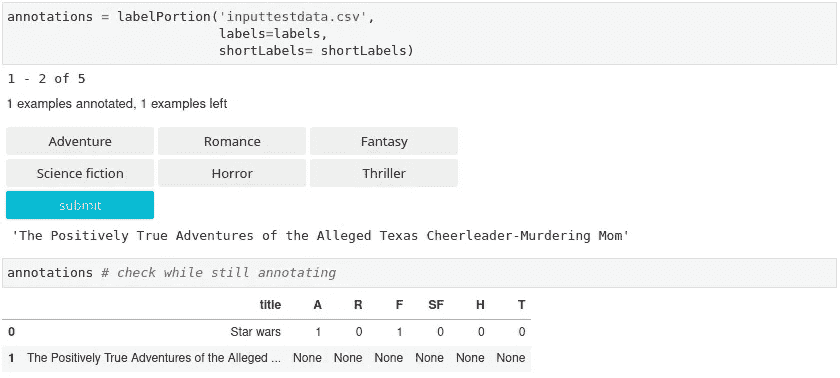 annotations = labelPortion('inputtestdata.csv',
labels=labels,
shortLabels= shortLabels)
1 - 2 of 5
1 examples annotated, 1 examples left
Adventure Romance Fantasy
Science fiction Horror Thriller
submit
'The Positively True Adventures of the Alleged Texas Cheerleader-Murdering Mom'
annotations # check while still annotating
title A R F SF H T
0 Star wars 1 0 1 0 0 0
1 The Positively True Adventures of the Alleged ... None None None None None None